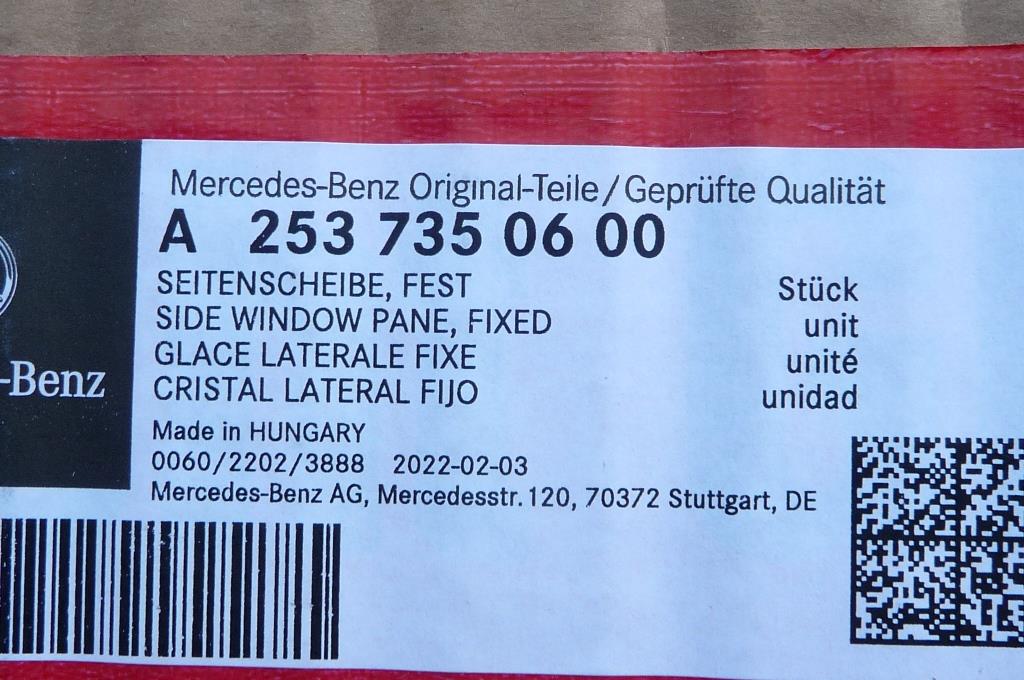 Mercedes-Benz Original-Teile/Geprüfte Qualität
A 253 735 06 00
SEITENSCHEIBE, FEST Stück
SIDE WINDOW PANE, FIXED unit
GLACE LATERALE FIXE unité
CRISTAL LATERAL FIJO unidad
-Benz
Made in HUNGARY
0060/2202/3888 2022-02-03
Mercedes-Benz AG, Mercedesstr. 120, 70372 Stuttgart, DE